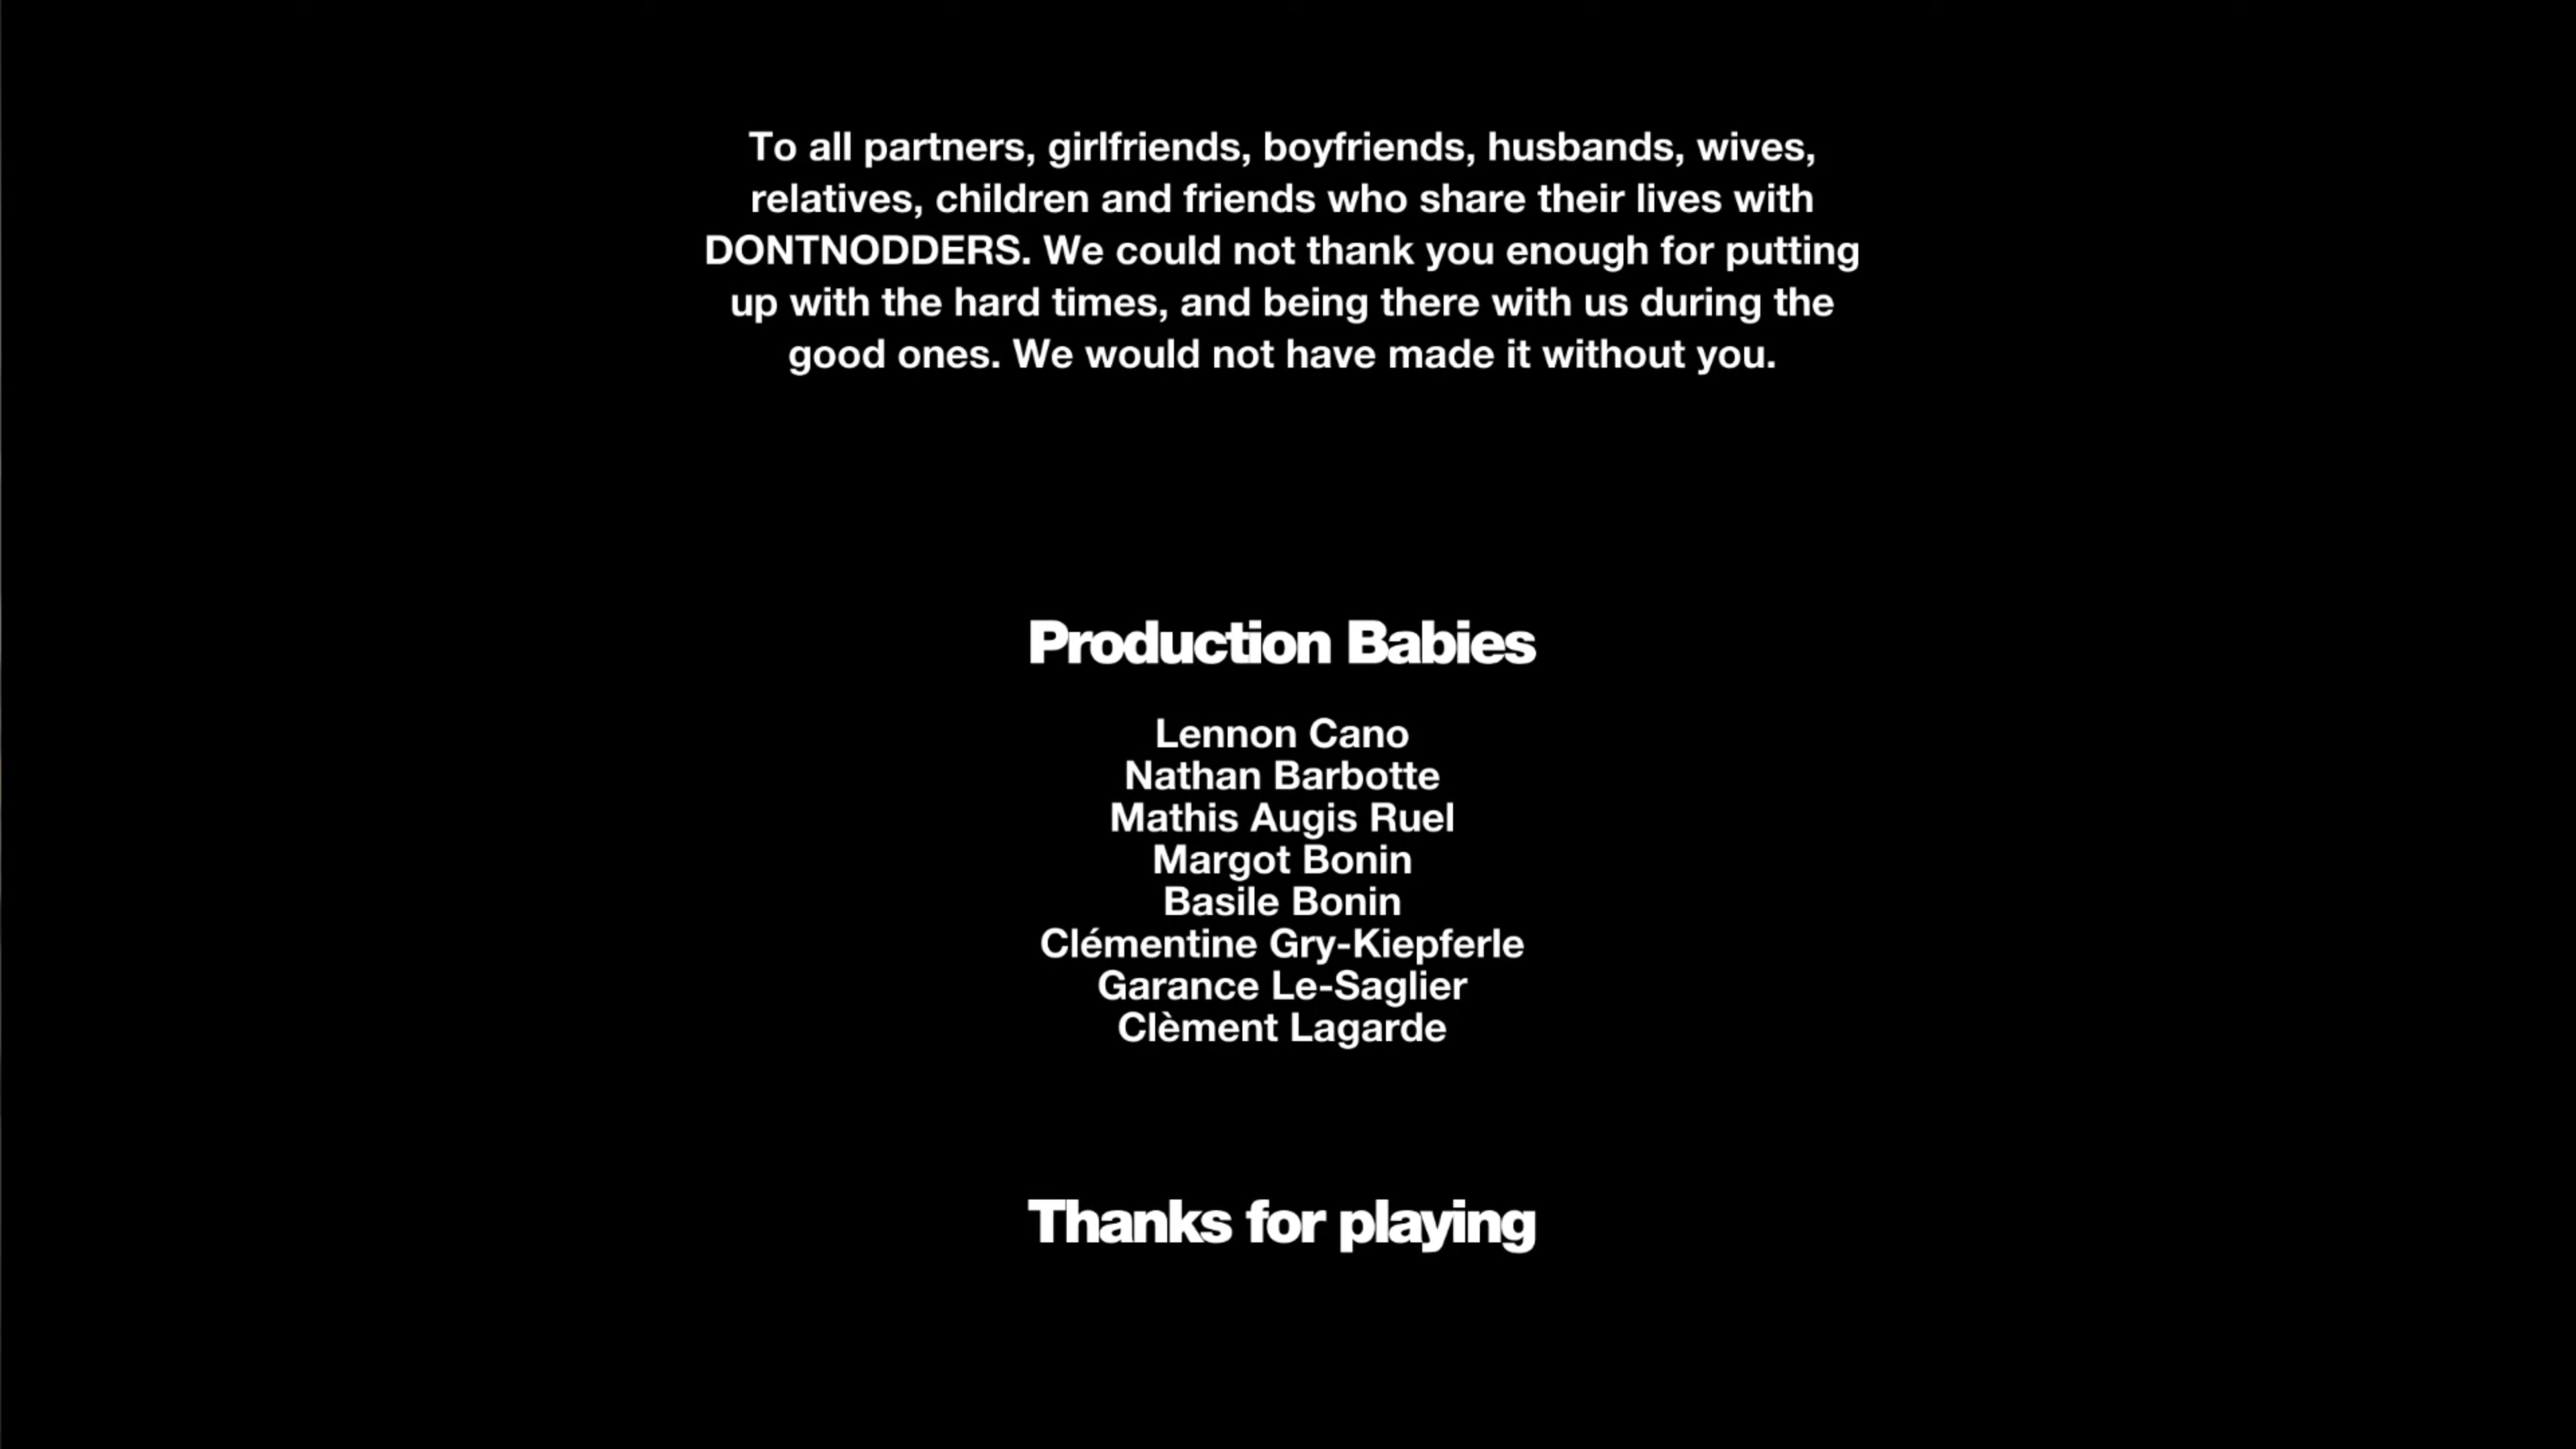 To all partners, girlfriends, boyfriends, husbands, wives,
relatives, children and friends who share their lives with
DONTNODDERS. We could not thank you enough for putting
up with the hard times, and being there with us during the
good ones. We would not have made it without you.
Production Babies
Lennon Cano
Nathan Barbotte
Mathis Augis Ruel
Margot Bonin
Basile Bonin
Clémentine Gry-Kiepferle
Garance Le-Saglier
Clèment Lagarde
Thanks for playing